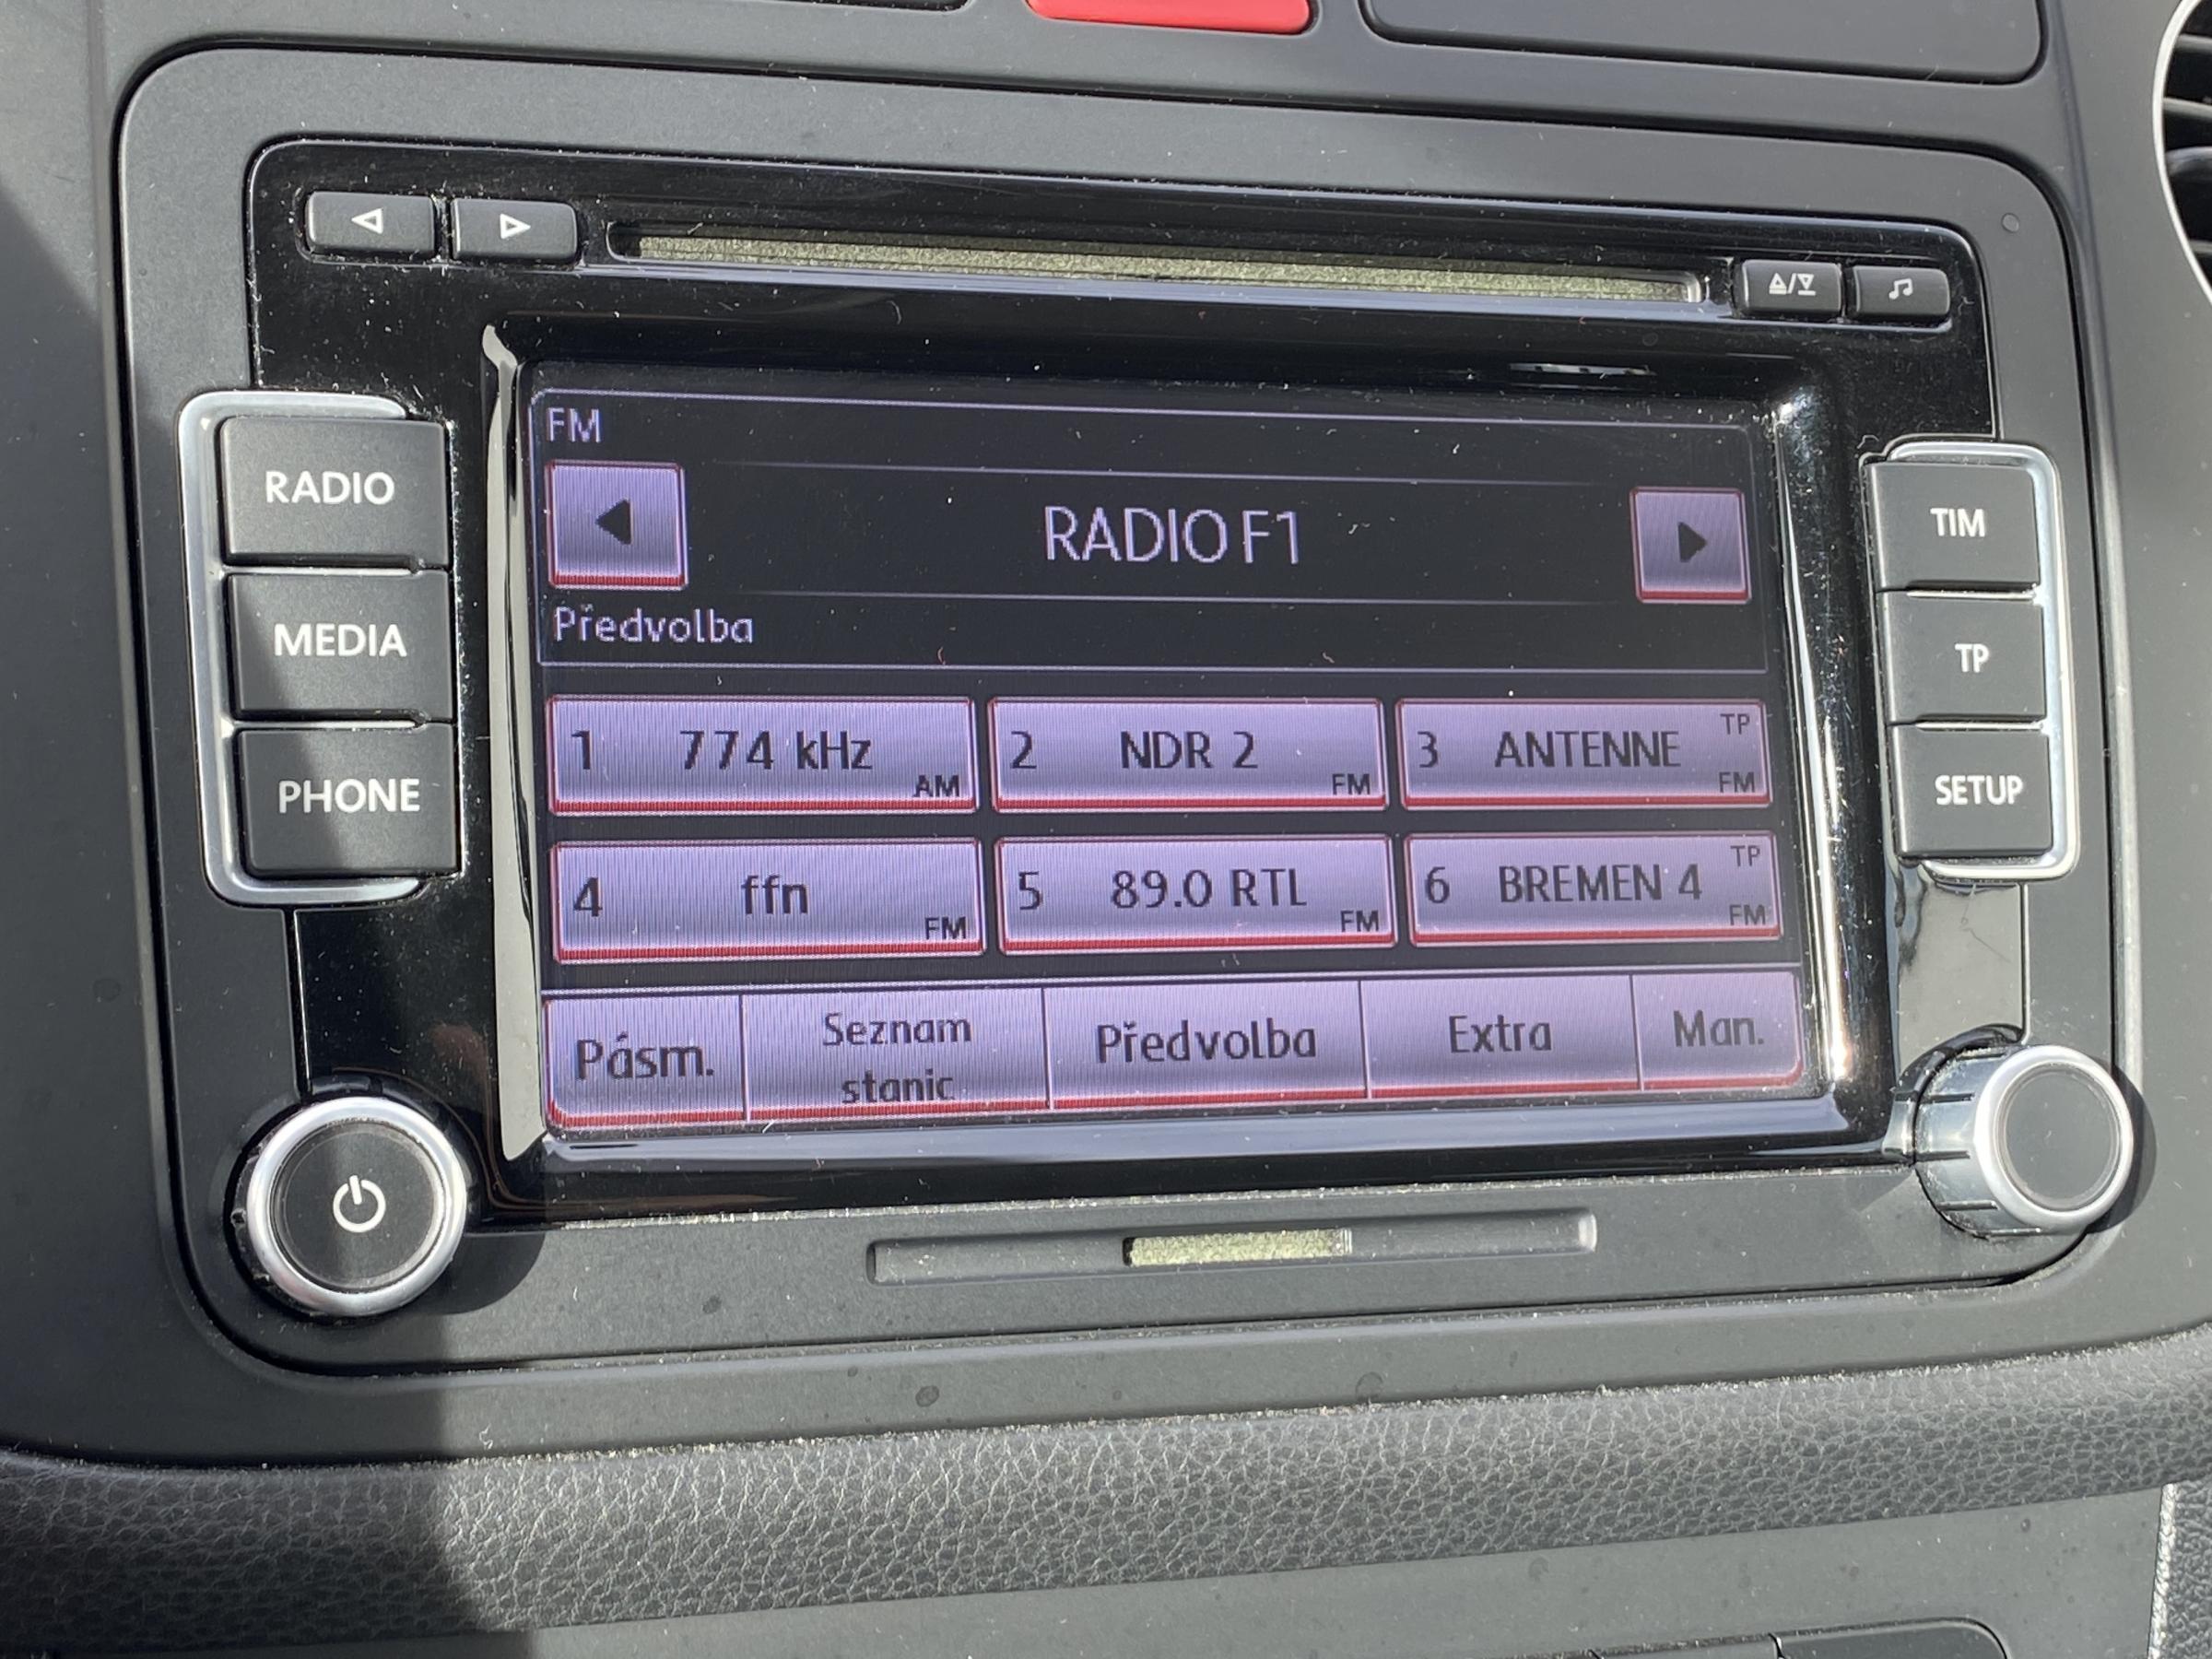 FM
RADIO F1
Předvolba
RADIO
MEDIA
PHONE
1 774 kHz AM
2 NDR 2 FM
3 ANTENNE TP FM
4 ffn FM
5 89.0 RTL FM
6 BREMEN 4 TP FM
Pásm.
Seznam
stanic
Předvolba
Extra
Man.
TIM
TP
SETUP